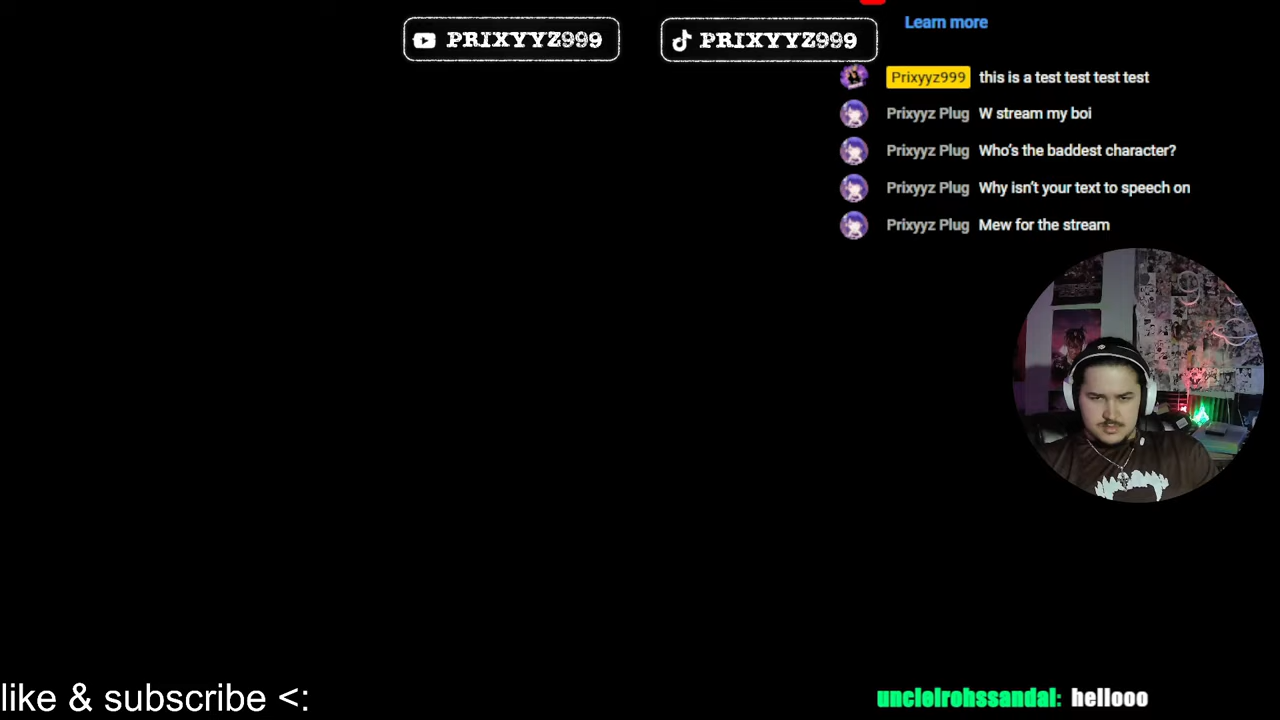 PRIXYYZ999
PRIXYYZ999
Learn more
Prixyyz999 this is a test test test test
Prixyyz Plug W stream my boi
Prixyyz Plug Who's the baddest character?
Prixyyz Plug Why isn't your text to speech on
Prixyyz Plug Mew for the stream
like & subscribe <:
uncleirohssandal: hellooo